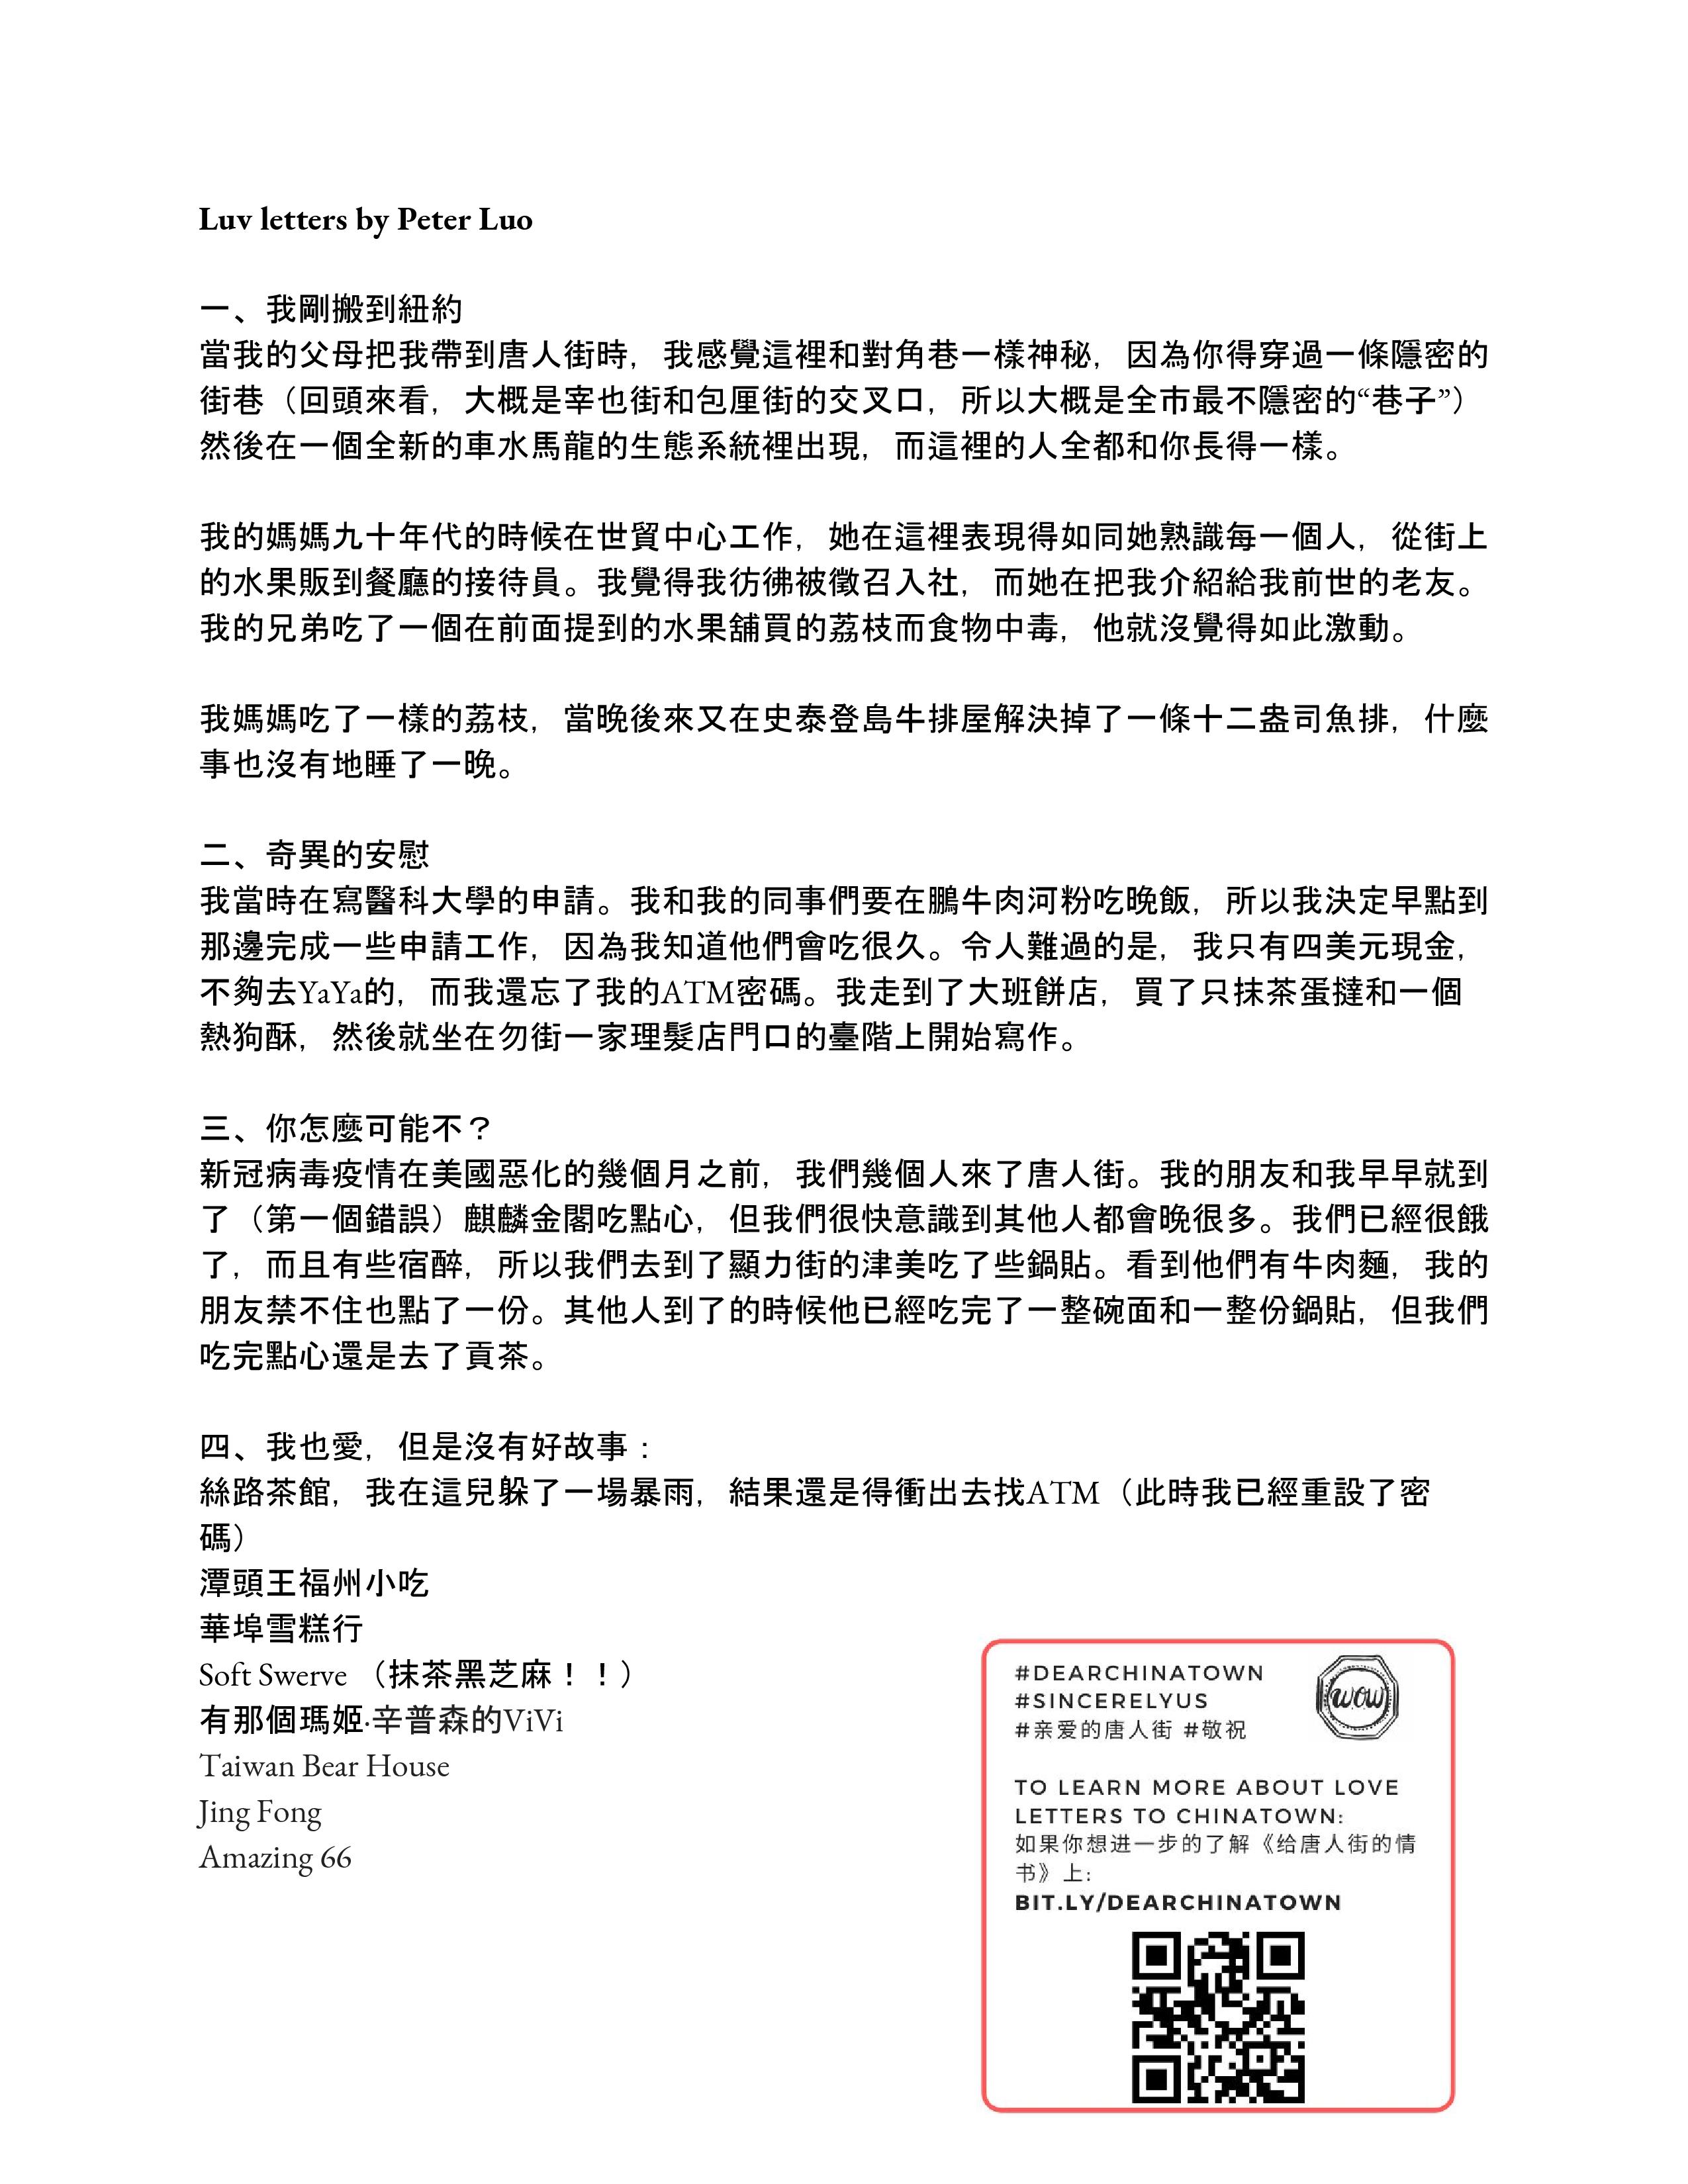 Luv letters by Peter Luo
一、我剛搬到紐約
當我的父母把我帶到唐人街時，我感覺這裡和對角巷一樣神秘，因為你得穿過一條隱密的
街巷（回頭來看，大概是宰也街和包厘街的交叉口，所以大概是全市最不隱密的“巷子”）
然後在一個全新的車水馬龍的生態系統裡出現，而這裡的人全都和你長得一樣。
我的媽媽九十年代的時候在世貿中心工作，她在這裡表現得如同她熟識每一個人，從街上
的水果販到餐廳的接待員。我覺得我彷彿被徵召入社，而她在把我介紹給我前世的老友。
我的兄弟吃了一個在前面提到的水果舖買的荔枝而食物中毒，他就沒覺得如此激動。
我媽媽吃了一樣的荔枝，當晚後來又在史泰登島牛排屋解決掉了一條十二盎司魚排，什麼
事也沒有地睡了一晚。
二、奇異的安慰
我當時在寫醫科大學的申請。我和我的同事們要在鵬牛肉河粉吃晚飯，所以我決定早點到
那邊完成一些申請工作，因為我知道他們會吃很久。令人難過的是，我只有四美元現金，
不夠去YaYa的，而我還忘了我的ATM密碼。我走到了大班餅店，買了只抹茶蛋撻和一個
熱狗酥，然後就坐在勿街一家理髮店門口的臺階上開始寫作。
三、你怎麼可能不？
新冠病毒疫情在美國惡化的幾個月之前，我們幾個人來了唐人街。我的朋友和我早早就到
了（第一個錯誤）麒麟金閣吃點心，但我們很快意識到其他人都會晚很多。我們已經很餓
了，而且有些宿醉，所以我們去到了顯力街的津美吃了些鍋貼。看到他們有牛肉麵，我的
朋友禁不住也點了一份。其他人到了的時候他已經吃完了一整碗面和一整份鍋貼，但我們
吃完點心還是去了貢茶。
四、我也愛，但是沒有好故事：
絲路茶館，我在這兒躲了一場暴雨，結果還是得衝出去找ATM（此時我已經重設了密
碼）
潭頭王福州小吃
華埠雪糕行
Soft Swerve （抹茶黑芝麻！！）
有那個瑪姬·辛普森的ViVi
Taiwan Bear House
Jing Fong
Amazing 66
#DEARCHINATOWN
#SINCERELYUS
#亲爱的唐人街 #敬祝
wow
TO LEARN MORE ABOUT LOVE
LETTERS TO CHINATOWN:
如果你想进一步的了解《给唐人街的情
书》上:
BIT.LY/DEARCHINATOWN